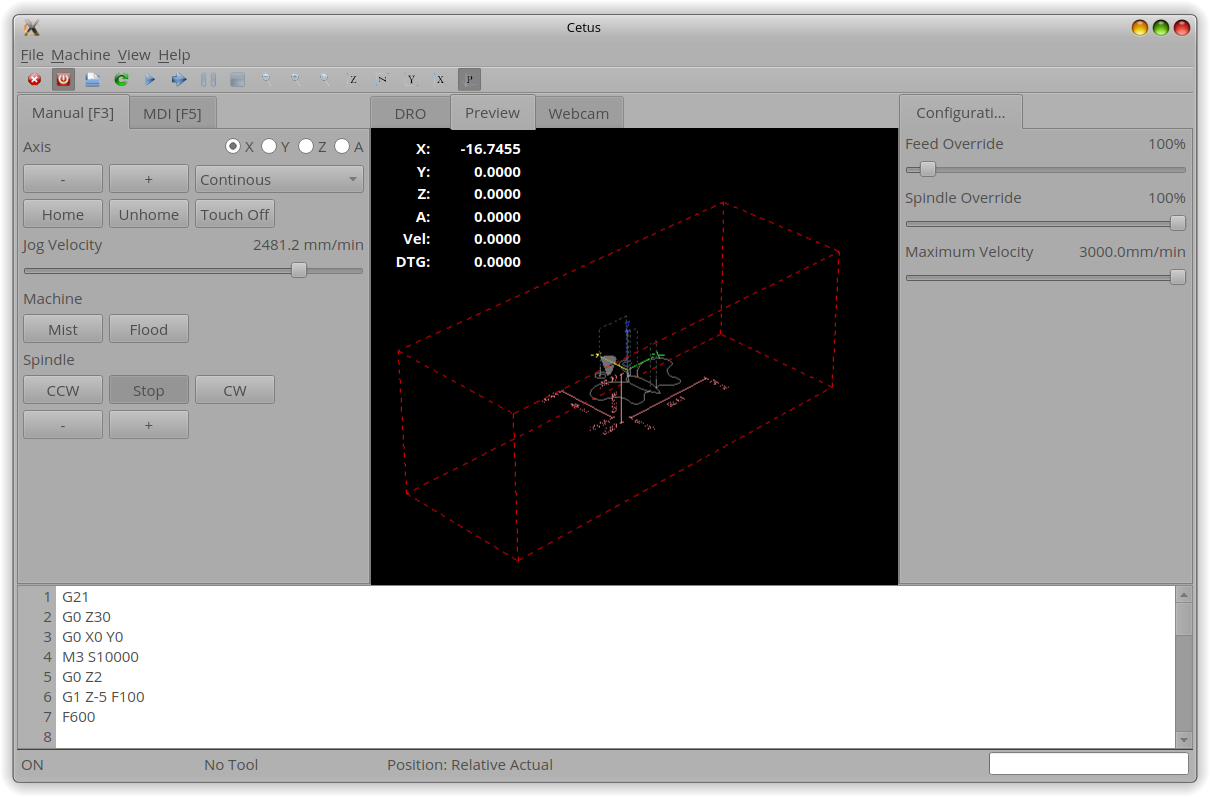 Cetus
File Machine View Help
Z N Y X P
Manual [F3] MDI [F5] DRO Preview Webcam Configurati...
Axis X Y Z A
- + Continous
Home Unhome Touch Off
Jog Velocity 2481.2 mm/min
Machine
Mist Flood
Spindle
CCW Stop CW
- +
X: -16.7455
Y: 0.0000
Z: 0.0000
A: 0.0000
Vel: 0.0000
DTG: 0.0000
Feed Override 100%
Spindle Override 100%
Maximum Velocity 3000.0mm/min
1 G21
2 G0 Z30
3 G0 X0 Y0
4 M3 S10000
5 G0 Z2
6 G1 Z-5 F100
7 F600
8
ON No Tool Position: Relative Actual